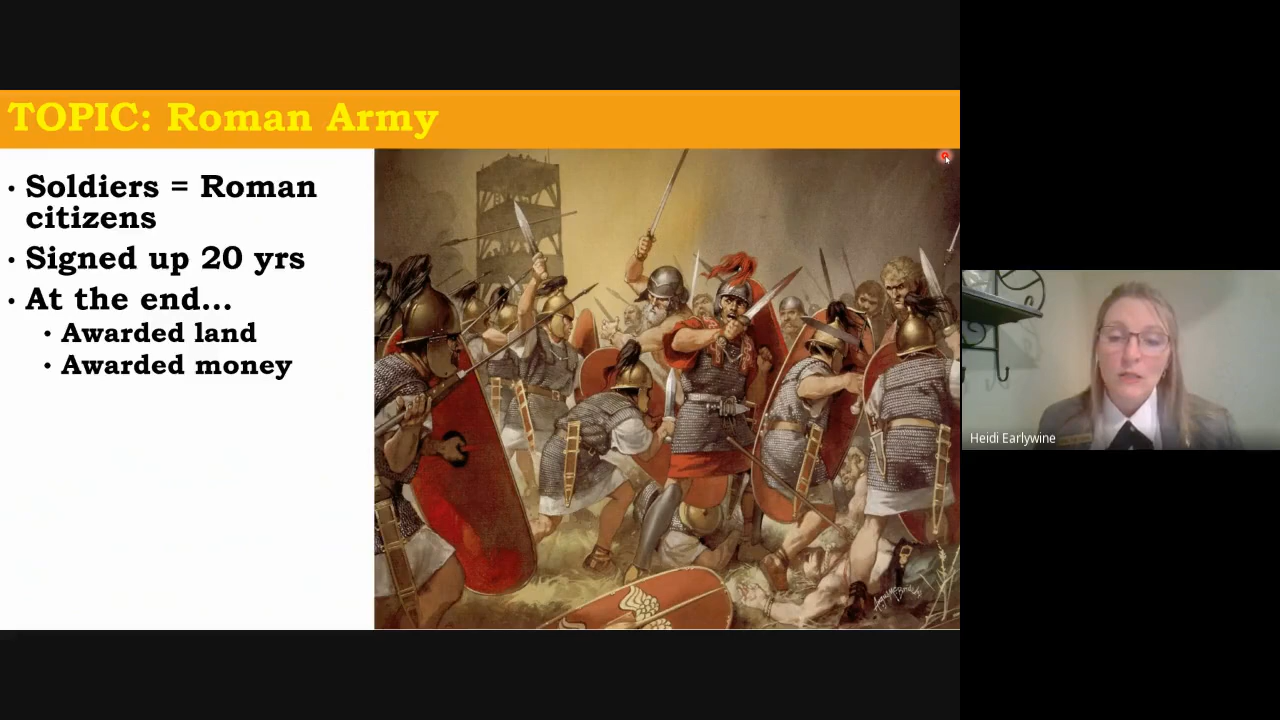 TOPIC: Roman Army
• Soldiers = Roman
citizens
• Signed up 20 yrs
• At the end...
• Awarded land
• Awarded money
Heidi Earlywine